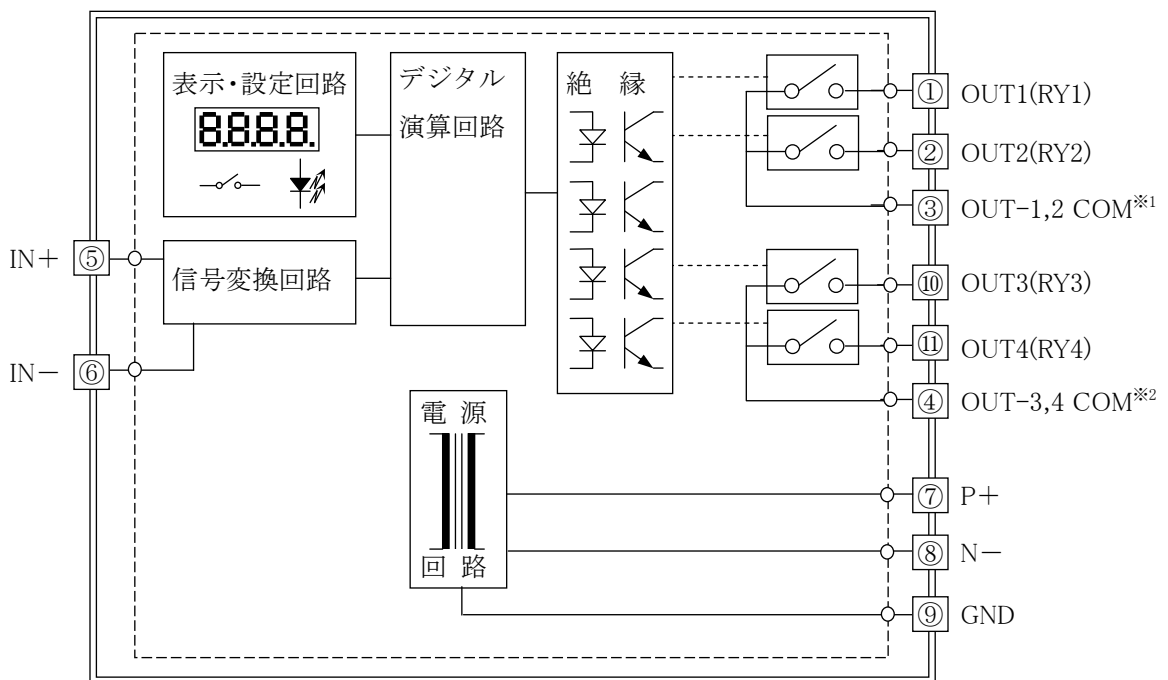 表示・設定回路
8.8.8.8.
デジタル
演算回路
絶 縁
信号変換回路
IN＋ ⑤
IN－ ⑥
① OUT1(RY1)
② OUT2(RY2)
③ OUT-1,2 COM※1
⑩ OUT3(RY3)
⑪ OUT4(RY4)
④ OUT-3,4 COM※2
電 源
回 路
⑦ P＋
⑧ N－
⑨ GND